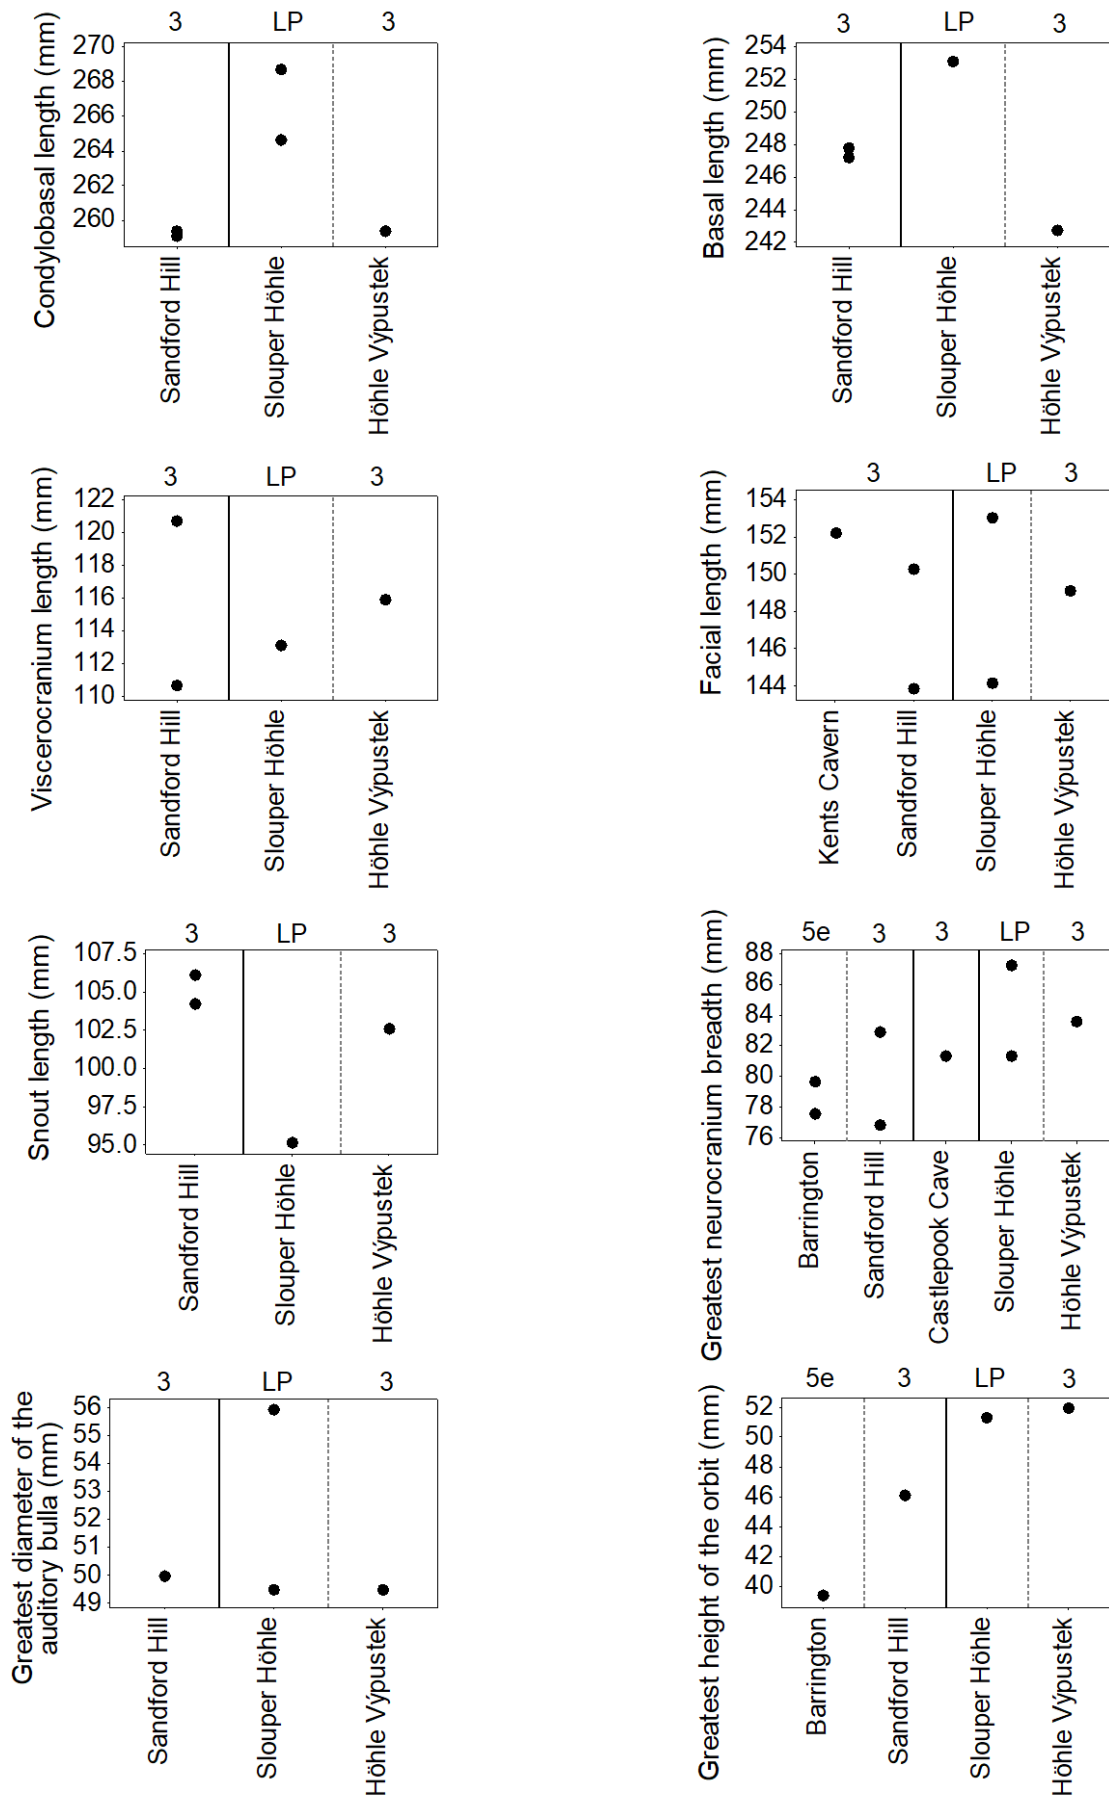 3 LP 3
Condylobasal length (mm)
270
268
266
264
262
260
Sandford Hill
Slouper Höhle
Höhle Výpustek
3 LP 3
Basal length (mm)
254
252
250
248
246
244
242
Sandford Hill
Slouper Höhle
Höhle Výpustek
3 LP 3
Viscerocranium length (mm)
122
120
118
116
114
112
110
Sandford Hill
Slouper Höhle
Höhle Výpustek
3 LP 3
Facial length (mm)
154
152
150
148
146
144
Kents Cavern
Sandford Hill
Slouper Höhle
Höhle Výpustek
3 LP 3
Snout length (mm)
107.5
105.0
102.5
100.0
97.5
95.0
Sandford Hill
Slouper Höhle
Höhle Výpustek
5e 3 3 LP 3
Greatest neurocranium breadth (mm)
88
86
84
82
80
78
76
Barrington
Sandford Hill
Castlepook Cave
Slouper Höhle
Höhle Výpustek
3 LP 3
Greatest diameter of the
auditory bulla (mm)
56
55
54
53
52
51
50
49
Sandford Hill
Slouper Höhle
Höhle Výpustek
5e 3 LP 3
Greatest height of the orbit (mm)
52
50
48
46
44
42
40
Barrington
Sandford Hill
Slouper Höhle
Höhle Výpustek